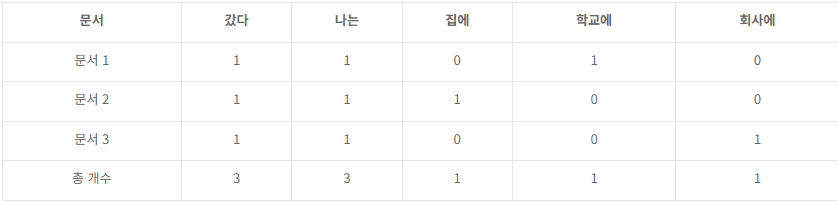 문서 갔다 나는 집에 학교에 회사에
문서 1 1 1 0 1 0
문서 2 1 1 1 0 0
문서 3 1 1 0 0 1
총 개수 3 3 1 1 1